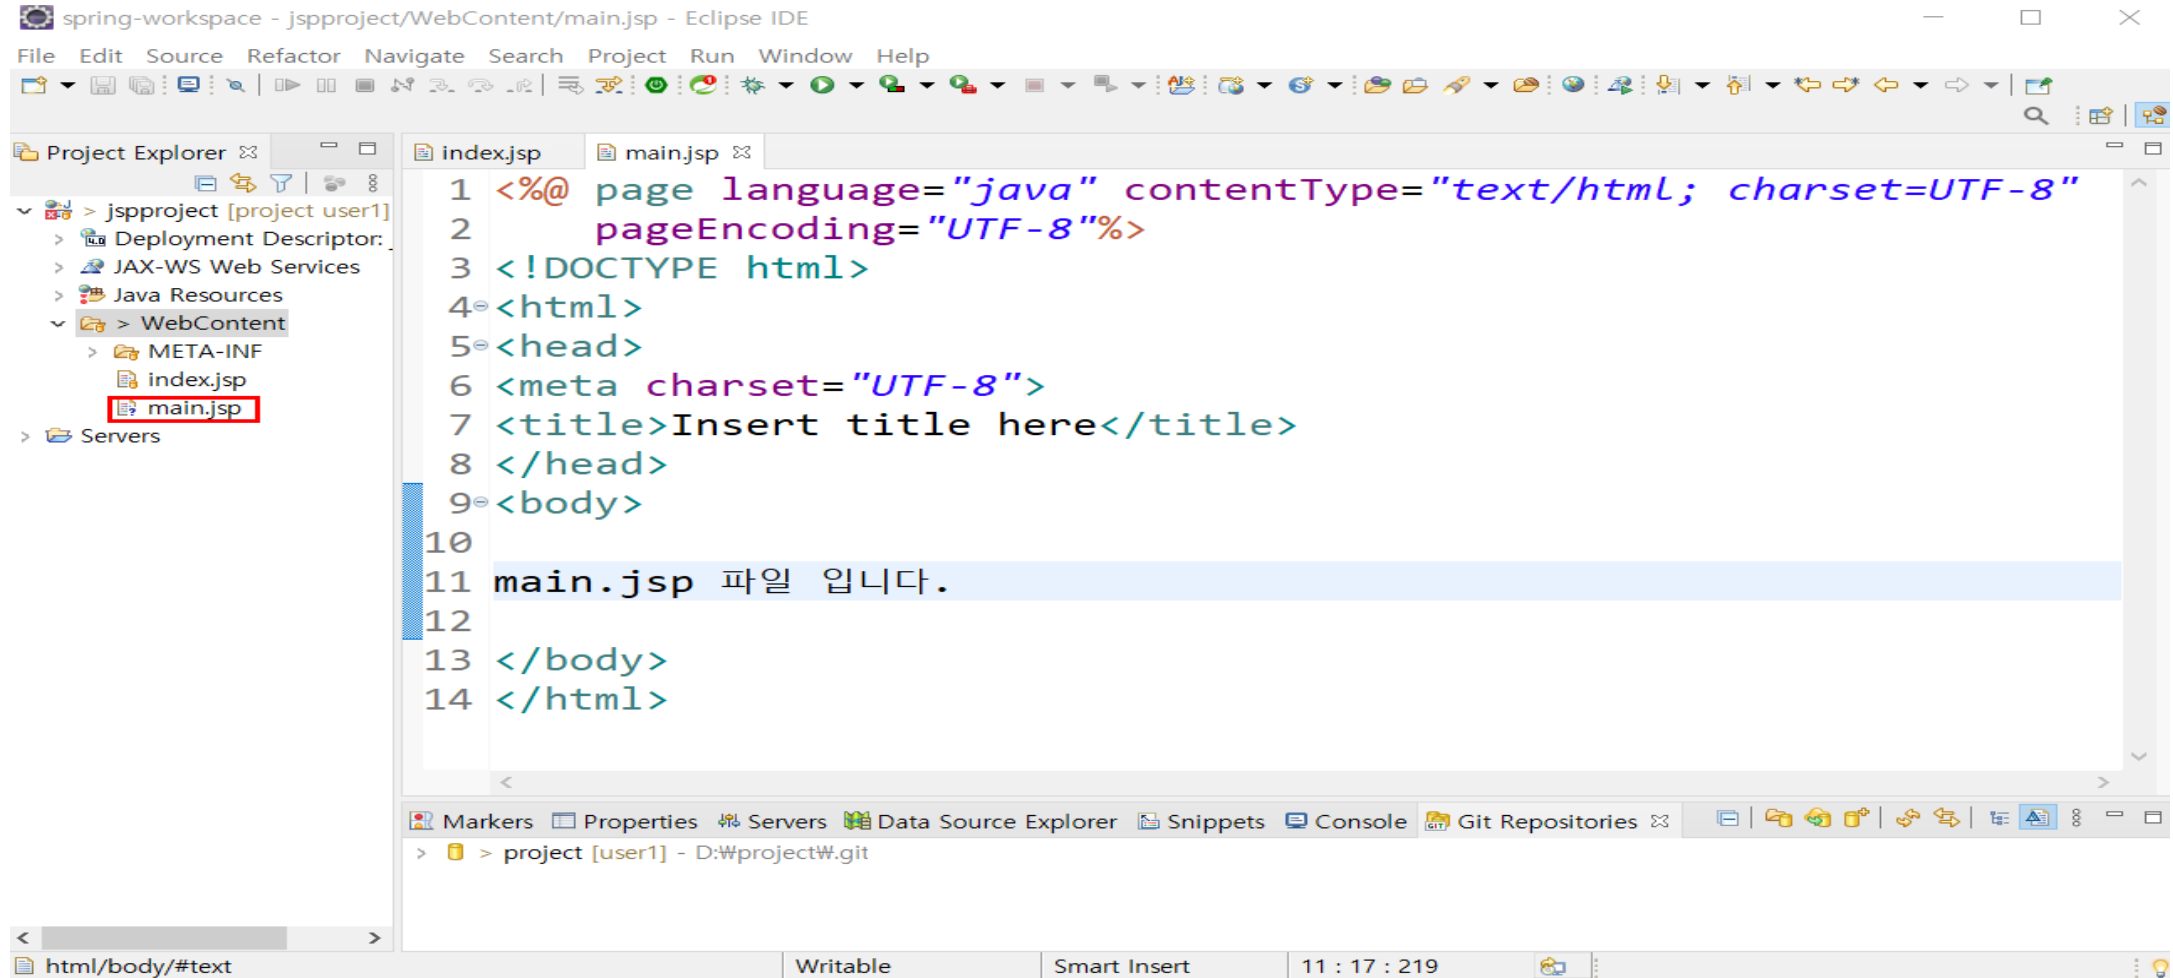 spring-workspace - jspproject/WebContent/main.jsp - Eclipse IDE
File Edit Source Refactor Navigate Search Project Run Window Help
Project Explorer
index.jsp
main.jsp
> jspproject [project user1]
Deployment Descriptor:
JAX-WS Web Services
Java Resources
> WebContent
META-INF
index.jsp
main.jsp
Servers
1 <%@ page language="java" contentType="text/html; charset=UTF-8"
2 pageEncoding="UTF-8"%>
3 <!DOCTYPE html>
4 <html>
5 <head>
6 <meta charset="UTF-8">
7 <title>Insert title here</title>
8 </head>
9 <body>
10
11 main.jsp 파일 입니다.
12
13 </body>
14 </html>
Markers Properties Servers Data Source Explorer Snippets Console Git Repositories
> project [user1] - D:₩project₩.git
html/body/#text Writable Smart Insert 11 : 17 : 219